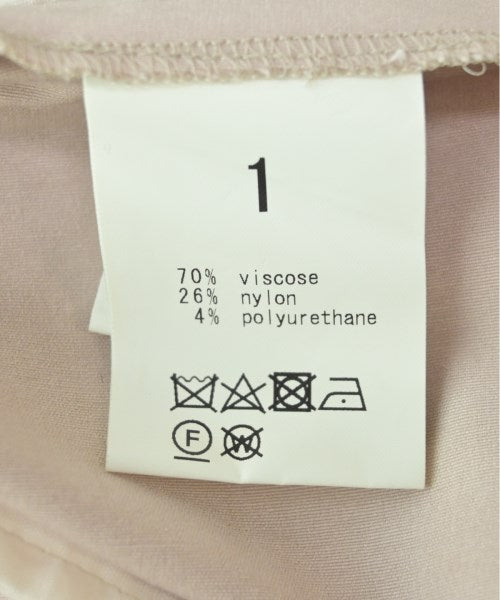 1
70% viscose
26% nylon
4% polyurethane
F W